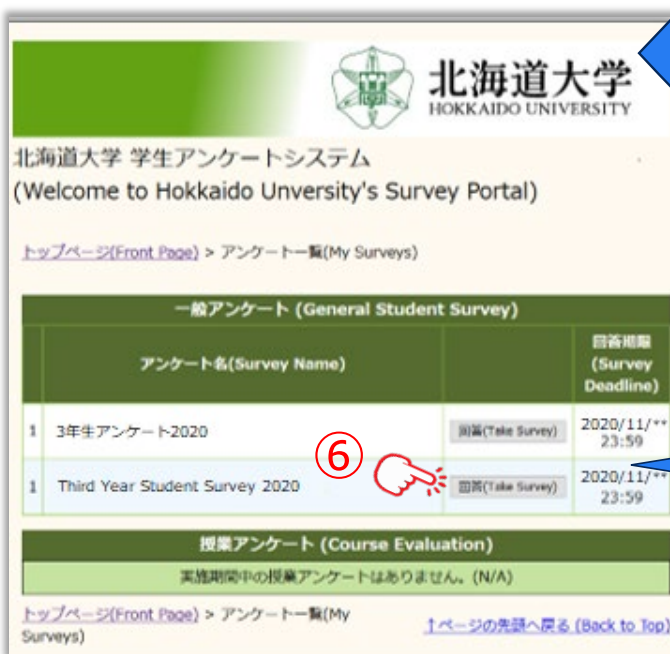 北海道大学
HOKKAIDO UNIVERSITY
北海道大学 学生アンケートシステム
(Welcome to Hokkaido Unversity's Survey Portal)
トップページ(Front Page) > アンケート一覧(My Surveys)
一般アンケート (General Student Survey)
アンケート名(Survey Name)
回答期限
(Survey
Deadline)
1 3年生アンケート2020 回答(Take Survey) 2020/11/**
23:59
⑥
1 Third Year Student Survey 2020 回答(Take Survey) 2020/.11/**
23:59
授業アンケート (Course Evaluation)
実施期間中の授業アンケートはありません。(N/A)
トップページ(Front Page) > アンケート一覧(My
Surveys)
↑ページの先頭へ戻る (Back to Top)